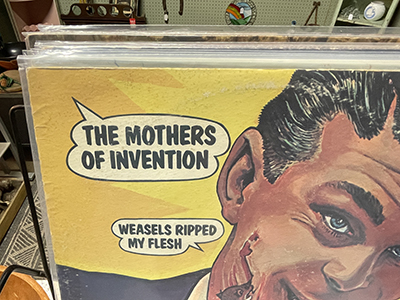 THE MOTHERS
OF INVENTION
WEASELS RIPPED
MY FLESH